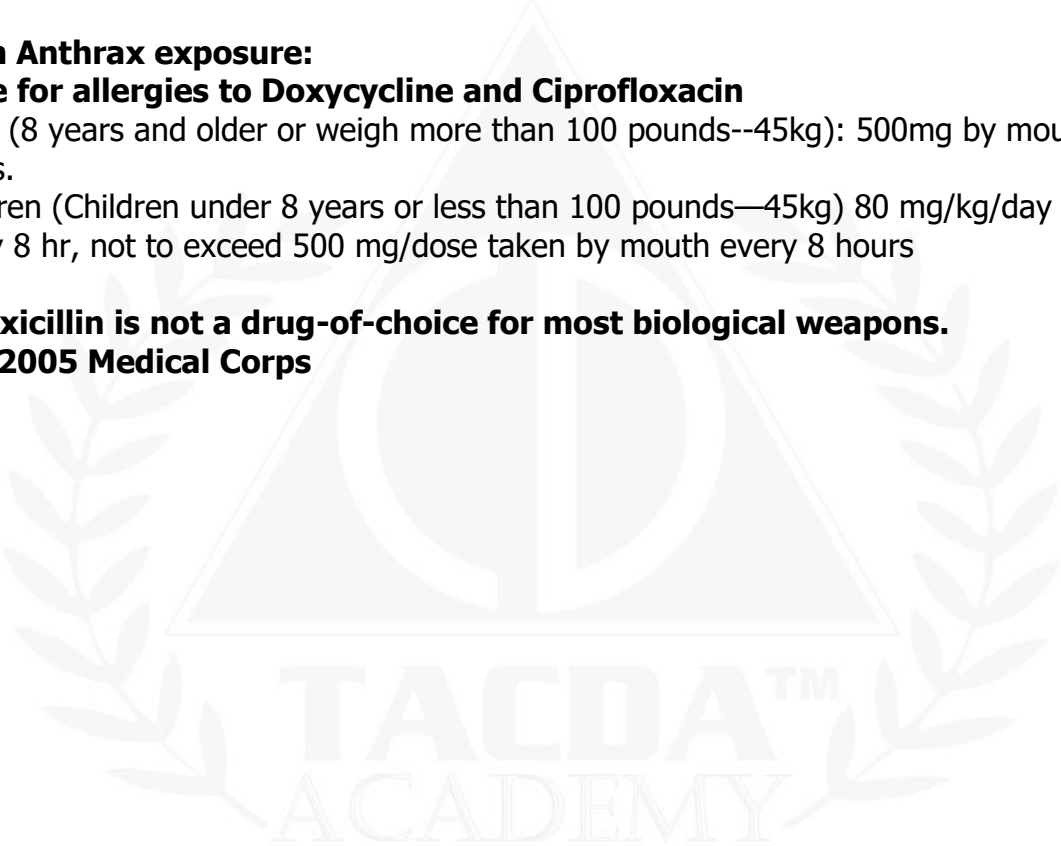 Anthrax exposure:
for allergies to Doxycycline and Ciprofloxacin
(8 years and older or weigh more than 100 pounds--45kg): 500mg by
(Children under 8 years or less than 100 pounds—45kg) 80 mg/kg/day
8 hr, not to exceed 500 mg/dose taken by mouth every 8 hours
is not a drug-of-choice for most biological weapons.
2005 Medical Corps
TACDA™
ACADEMY